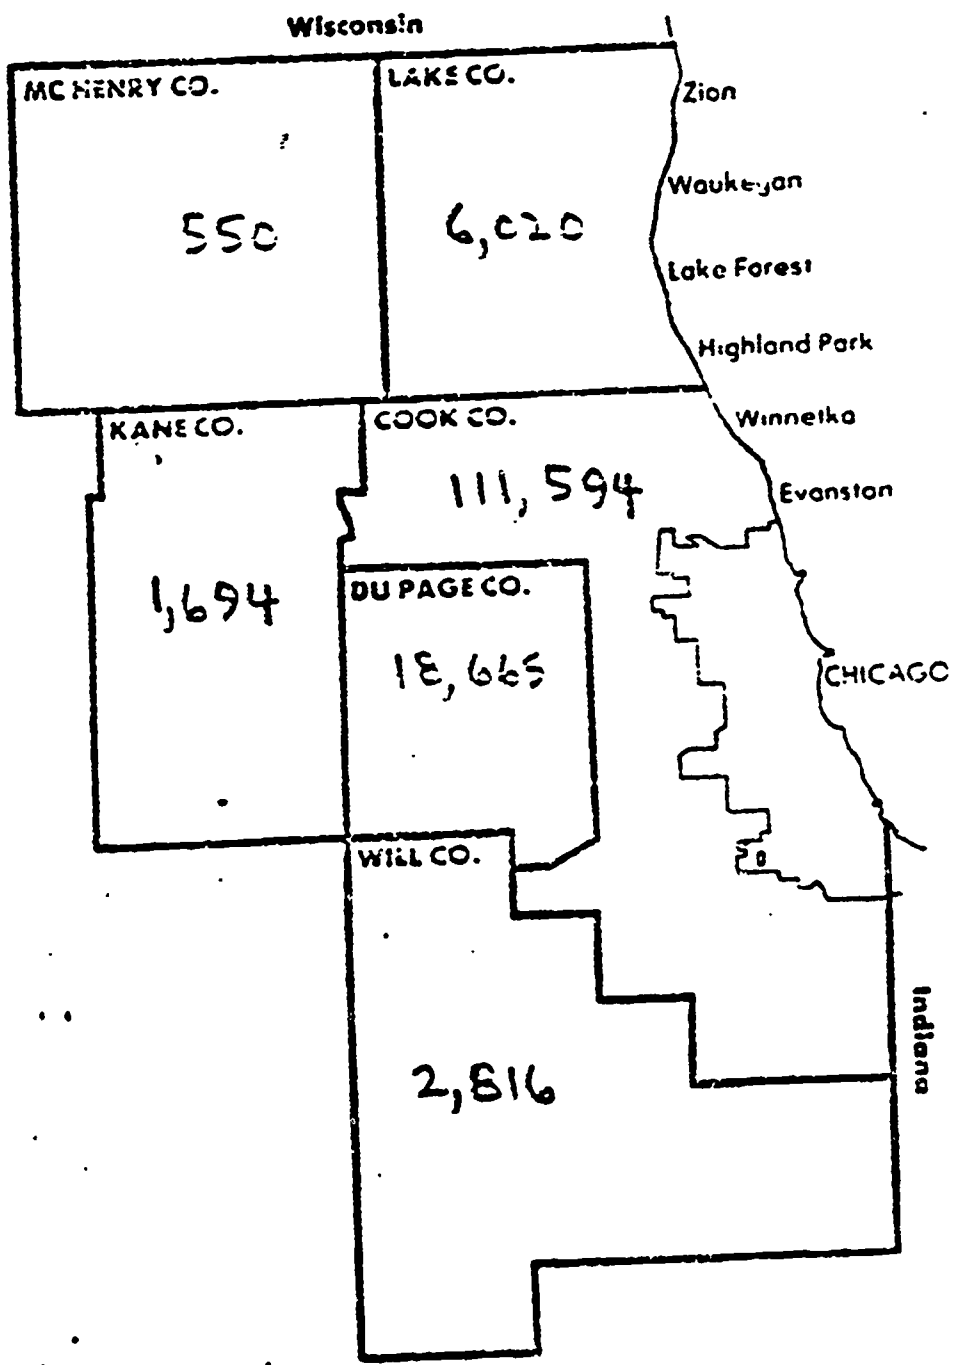 Wisconsin
MC HENRY CO.
LAKE CO.
Zion
Waukegan
550
6,020
Lake Forest
Highland Park
KANE CO.
COOK CO.
Winnetka
111,594
Evanston
1,694
DU PAGE CO.
18,665
CHICAGO
WILL CO.
Indiana
2,816